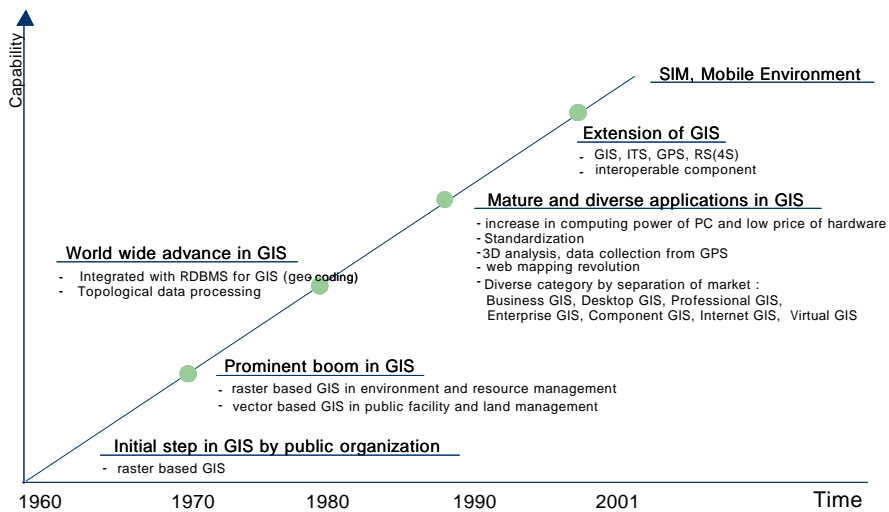 Capability
SIM, Mobile Environment
Extension of GIS
- GIS, ITS, GPS, RS(4S)
- interoperable component
Mature and diverse applications in GIS
- increase in computing power of PC and low price of hardware
- Standardization
- 3D analysis, data collection from GPS
- web mapping revolution
- Diverse category by separation of market :
Business GIS, Desktop GIS, Professional GIS,
Enterprise GIS, Component GIS, Internet GIS, Virtual GIS
World wide advance in GIS
- Integrated with RDBMS for GIS (geo-coding)
- Topological data processing
Prominent boom in GIS
- raster based GIS in environment and resource management
- vector based GIS in public facility and land management
Initial step in GIS by public organization
- raster based GIS
1960 1970 1980 1990 2001 Time